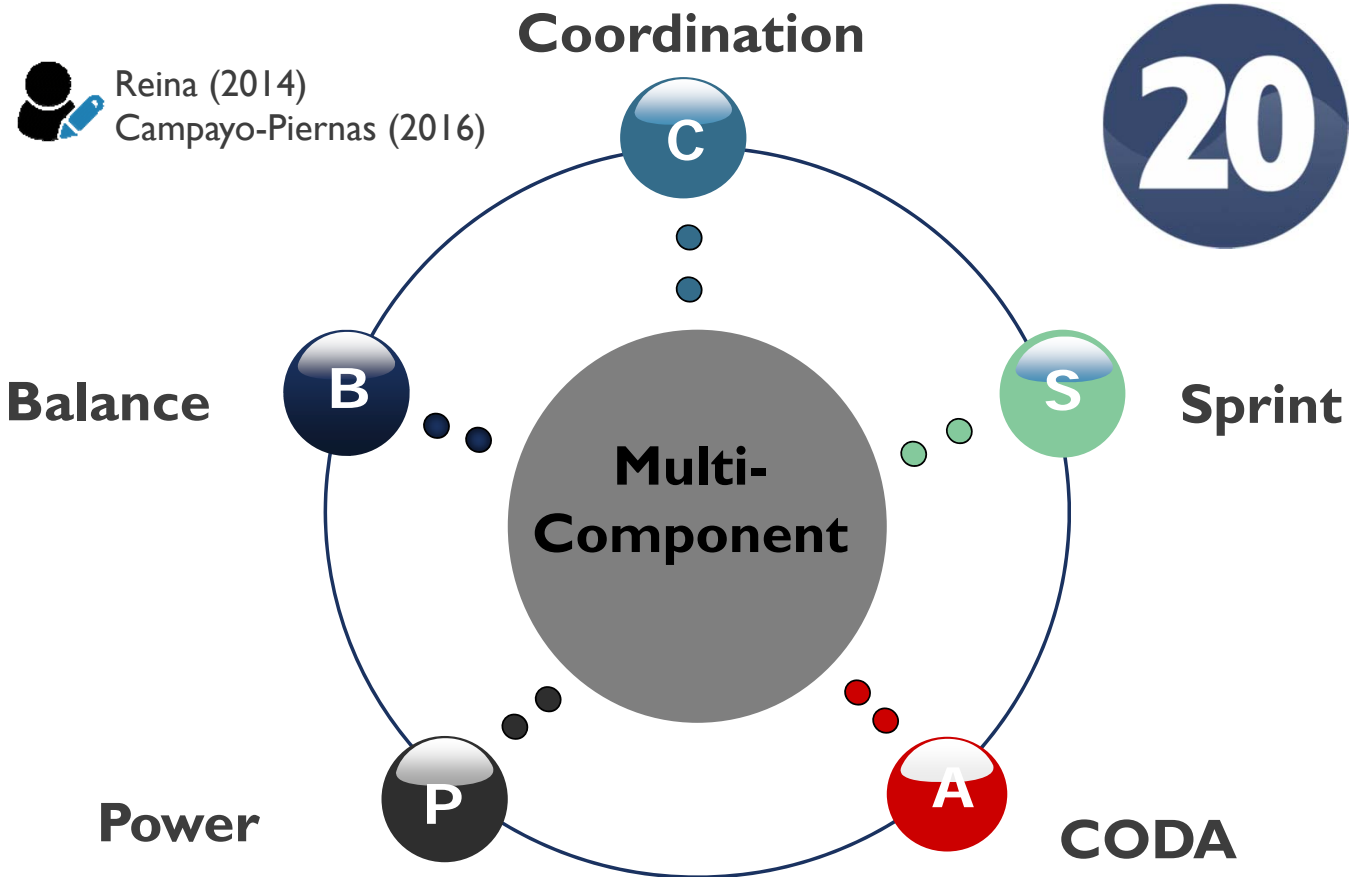 Coordination
Reina (2014)
Campayo-Piernas (2016)
20
C
B
Balance
S
Sprint
Multi-
Component
P
Power
A
CODA